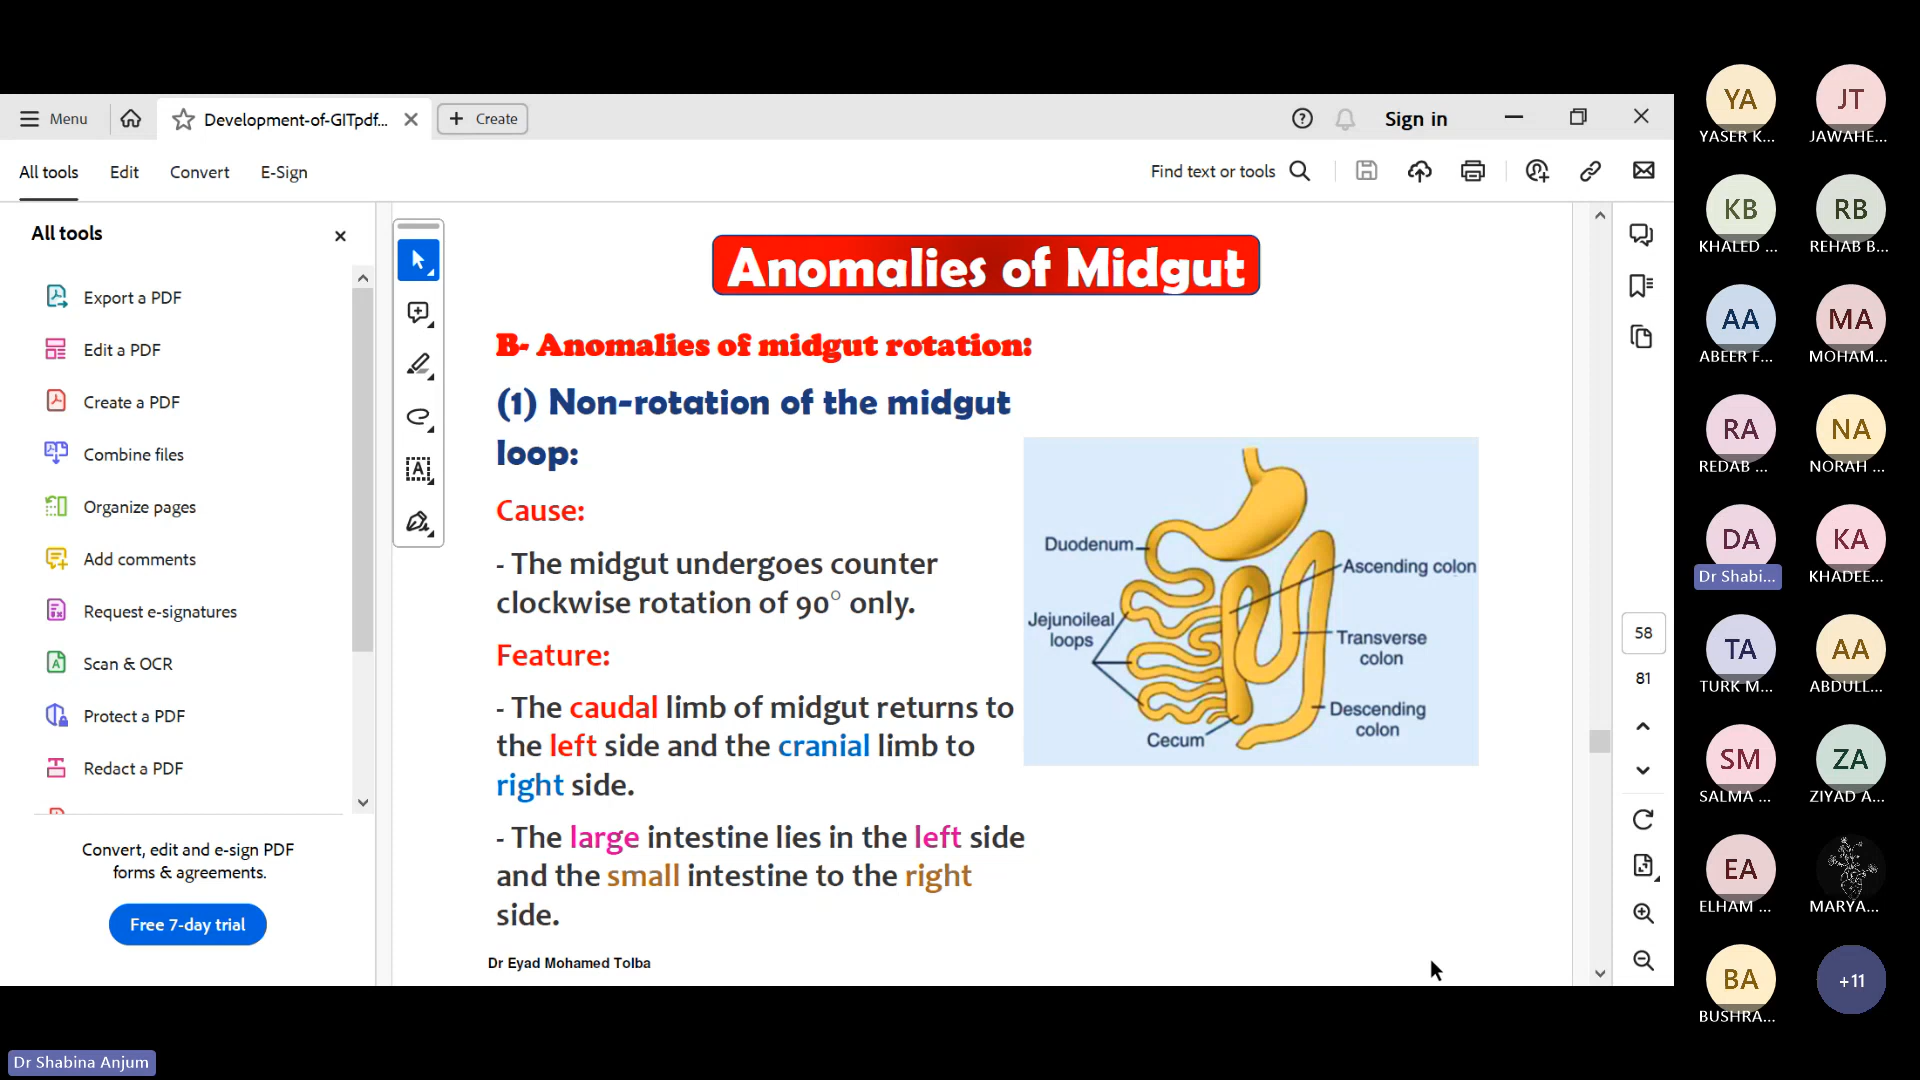 Menu
Development-of-GITpdf...
Create
Sign in
All tools
Edit
Convert
E-Sign
Find text or tools
All tools
Export a PDF
Edit a PDF
Create a PDF
Combine files
Organize pages
Add comments
Request e-signatures
Scan & OCR
Protect a PDF
Redact a PDF
Convert, edit and e-sign PDF
forms & agreements.
Free 7-day trial
Anomalies of Midgut
B- Anomalies of midgut rotation:
(1) Non-rotation of the midgut
loop:
Cause:
- The midgut undergoes counter
clockwise rotation of 90° only.
Feature:
- The caudal limb of midgut returns to
the left side and the cranial limb to
right side.
- The large intestine lies in the left side
and the small intestine to the right
side.
Dr Eyad Mohamed Tolba
Duodenum
Ascending colon
Jejunoileal
loops
Transverse
colon
Descending
colon
Cecum
58
81
YA
YASER K...
JT
JAWAHE...
KB
KHALED ...
RB
REHAB B...
AA
ABEER F...
MA
MOHAM...
RA
REDAB ...
NA
NORAH ...
DA
Dr Shabi...
KA
KHADEE...
TA
TURK M...
AA
ABDULL...
SM
SALMA ...
ZA
ZIYAD A...
EA
ELHAM ...
MARYA...
BA
BUSHRA...
+11
Dr Shabina Anjum